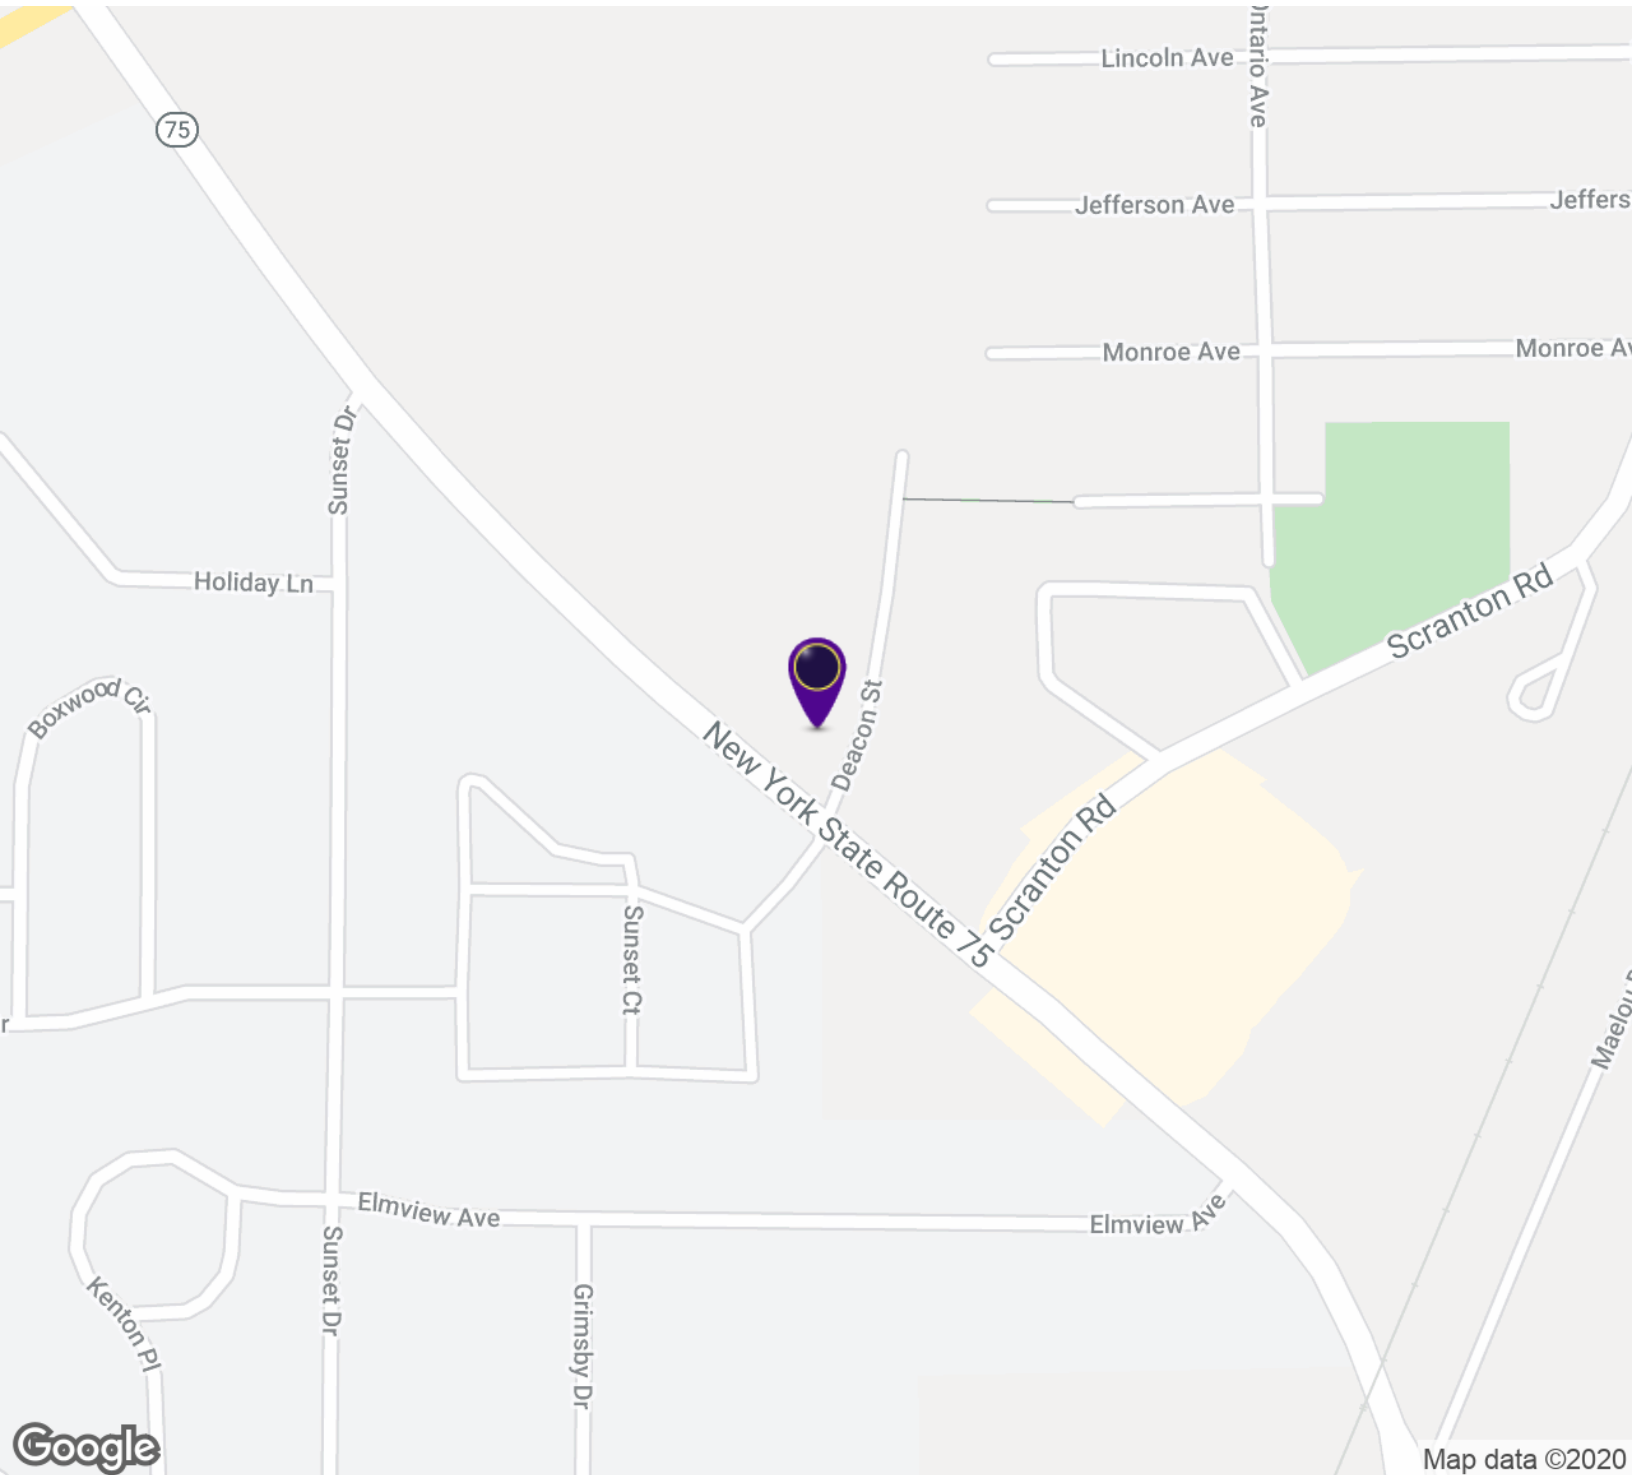 Ontario Ave
Lincoln Ave
75
Jefferson Ave
Jeffers
Monroe Ave
Monroe Av
Sunset Dr
Holiday Ln
Scranton Rd
Boxwood Cir
Deacon St
New York State Route 75
Scranton Rd
Sunset Ct
Maelou
r
Elmview Ave
Elmview Ave
Sunset Dr
Grimsby Dr
Kenton Pl
Google
Map data ©2020